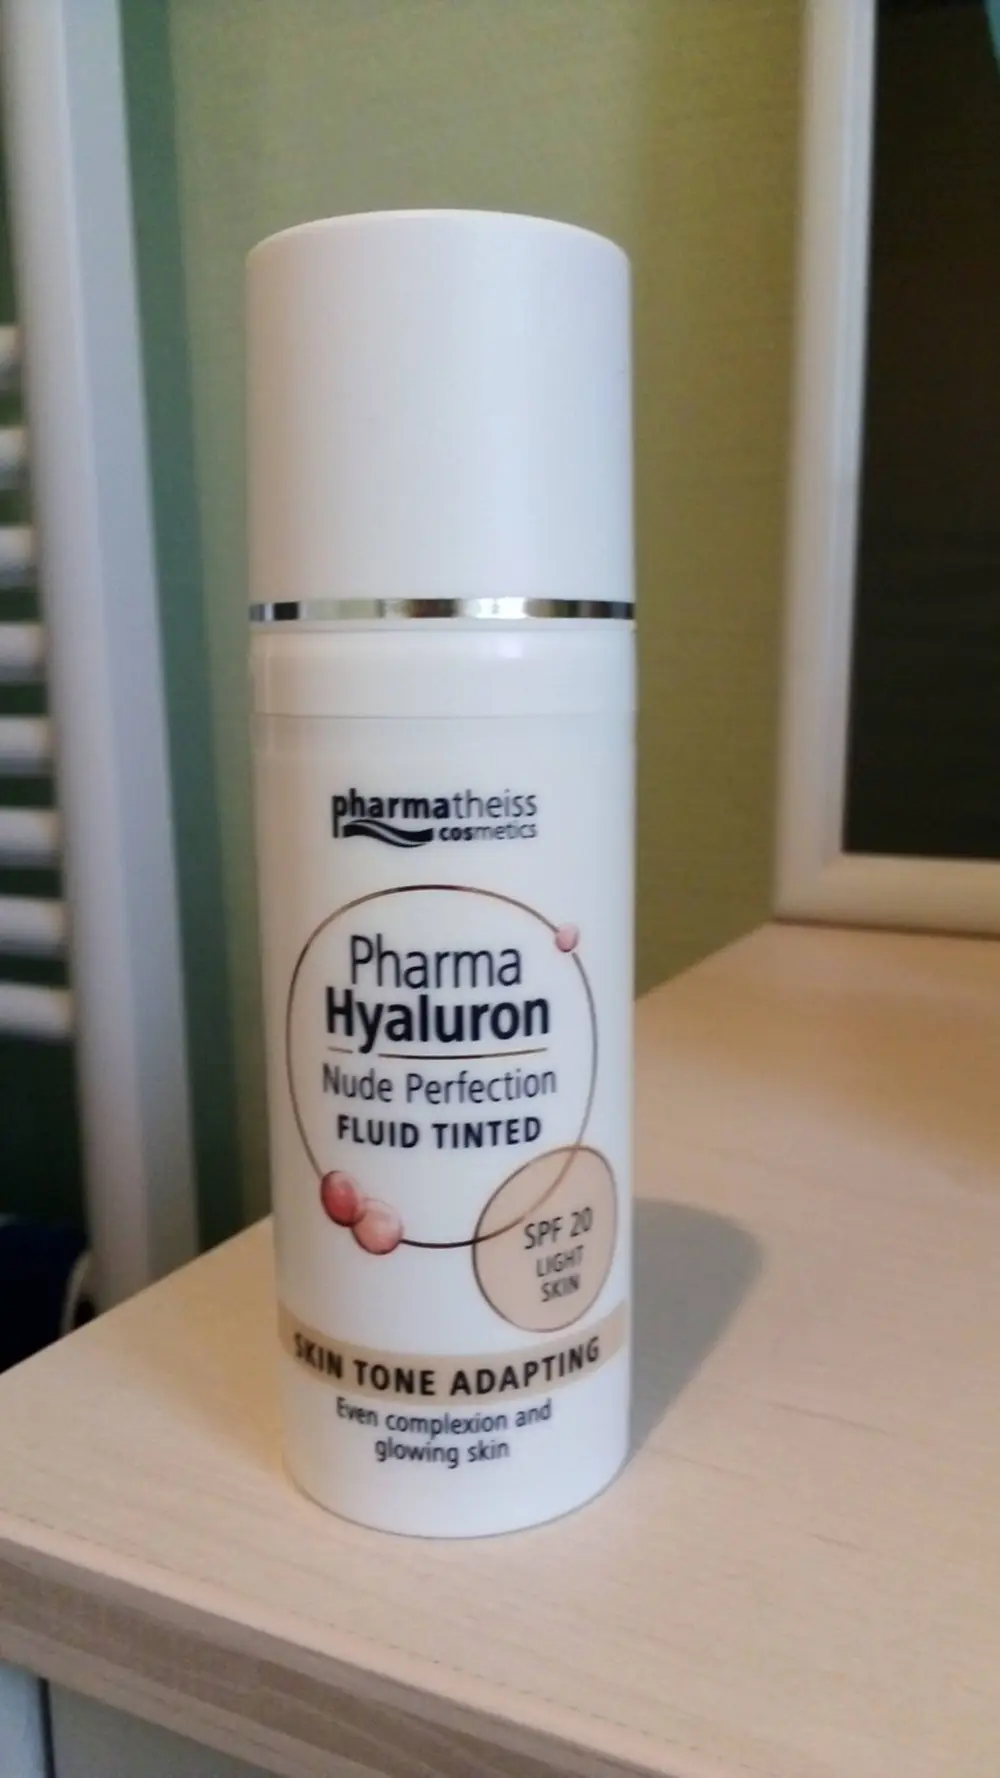 pharmatheiss
cosmetics
Pharma
Hyaluron
Nude Perfection
FLUID TINTED
SPF 20
LIGHT
SKIN
SKIN TONE ADAPTING
Even complexion and
glowing skin